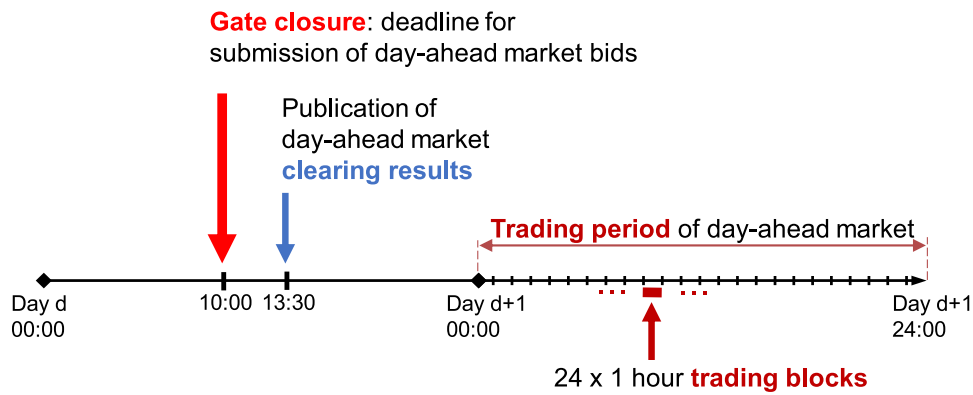 Gate closure: deadline for
submission of day-ahead market bids
Publication of
day-ahead market
clearing results
Trading period of day-ahead market
Day d
00:00
10:00
13:30
Day d+1
00:00
Day d+1
24:00
24 x 1 hour trading blocks